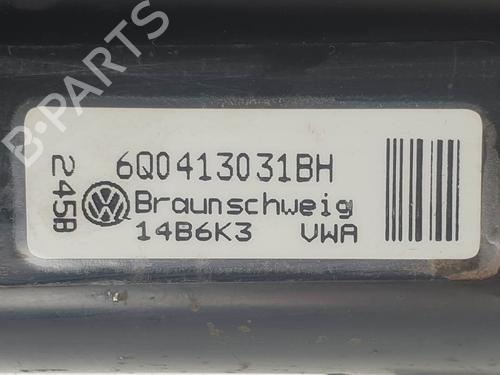 B-PARTS
6Q0413031BH
245B
Braunschweig
14B6K3 VWA